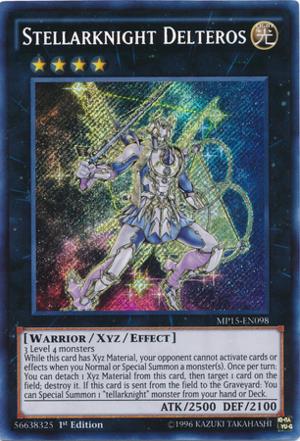 STELLARKNIGHT DELTEROS
光
MP15-EN098
[WARRIOR / XYZ / EFFECT]
3 Level 4 monsters
While this card has Xyz Material, your opponent cannot activate cards or
effects when you Normal or Special Summon a monster(s). Once per turn:
You can detach 1 Xyz Material from this card, then target 1 card on the
field; destroy it. If this card is sent from the field to the Graveyard: You
can Special Summon 1 "tellarknight" monster from your hand or Deck.
ATK/2500 DEF/2100
56638325 1st Edition ©1996 KAZUKI TAKAHASHI